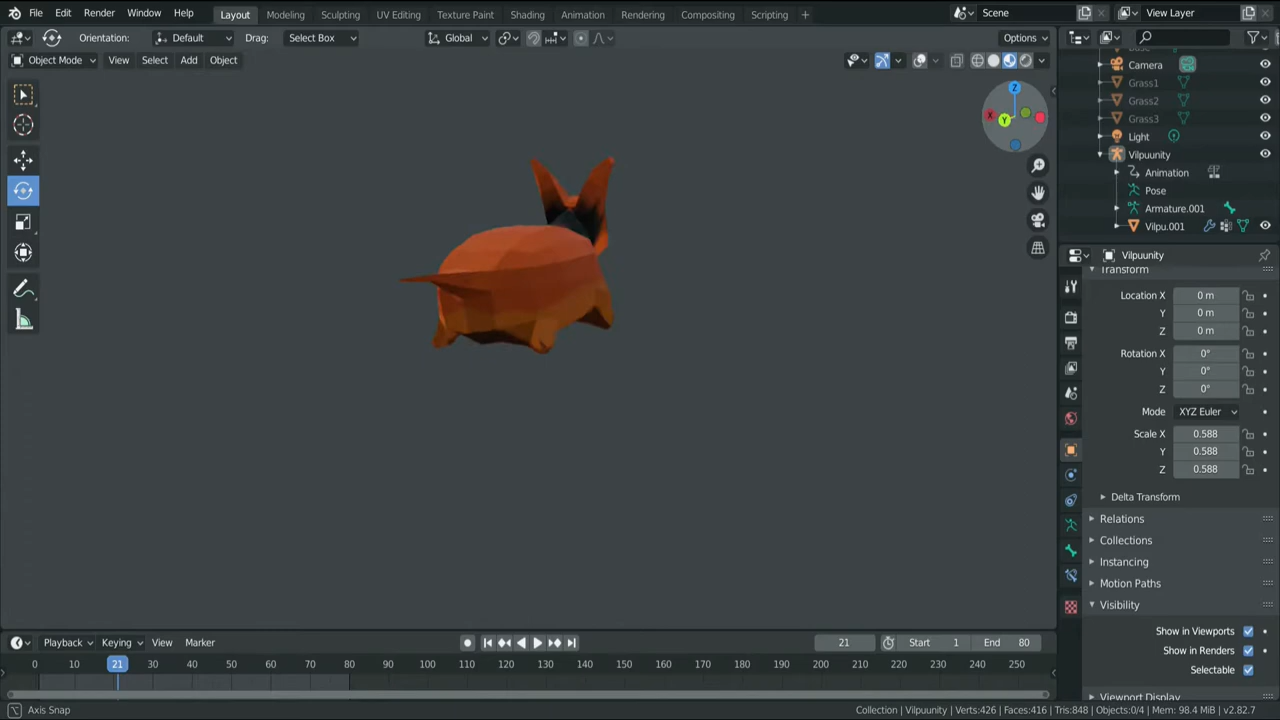 File Edit Render Window Help Layout Modeling Sculpting UV Editing Texture Paint Shading Animation Rendering Compositing Scripting + Scene View Layer
Orientation: Default Drag: Select Box Global Options
Object Mode View Select Add Object
Z
X
Y
Camera
Grass1
Grass2
Grass3
Light
Vilpuunity
Animation
Pose
Armature.001
Vilpu.001
Vilpuunity
Transform
Location X 0 m
Y 0 m
Z 0 m
Rotation X 0°
Y 0°
Z 0°
Mode XYZ Euler
Scale X 0.588
Y 0.588
Z 0.588
Delta Transform
Relations
Collections
Instancing
Motion Paths
Visibility
Show in Viewports
Show in Renders
Selectable
Viewport Display
Playback Keying View Marker 21 Start 1 End 80
0 10 21 30 40 50 60 70 80 90 100 110 120 130 140 150 160 170 180 190 200 210 220 230 240 250
Axis Snap Collection | Vilpuunity | Verts:426 | Faces:416 | Tris:848 | Objects:0/4 | Mem: 98.4 MiB | v2.82.7